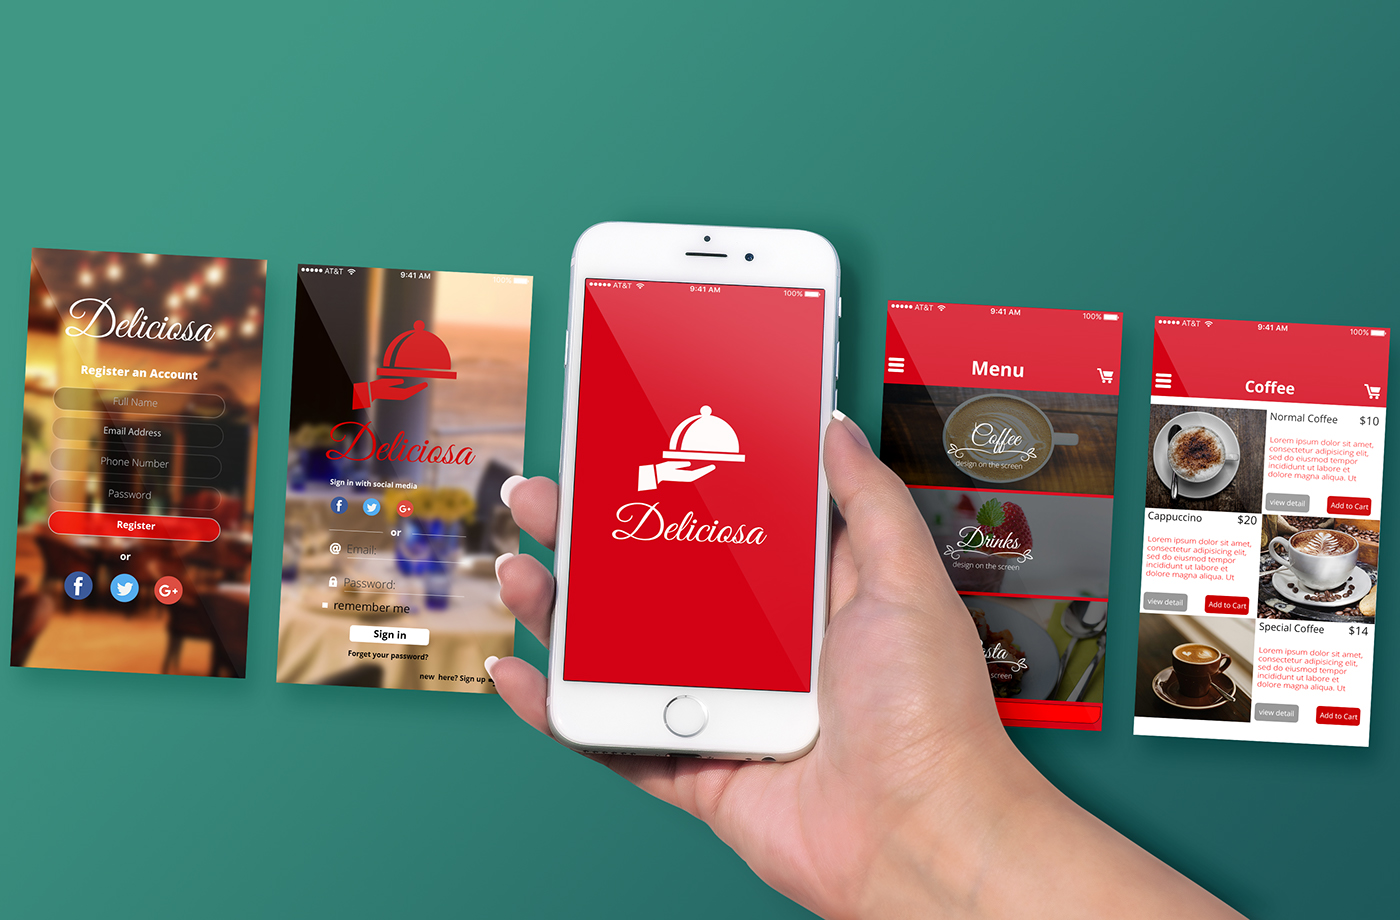 Deliciosa
Register an Account
Full Name
Email Address
Phone Number
Password
Register
or
f
G+
AT&T
9:41 AM
100%
Deliciosa
Sign in with social media
f
G+
or
@ Email:
Password:
remember me
Sign in
Forget your password?
new here? Sign up
AT&T
9:41 AM
100%
Deliciosa
AT&T
9:41 AM
100%
Menu
Coffee
design on the screen
Drinks
design on the screen
screen
AT&T
9:41 AM
100%
Coffee
Normal Coffee $10
Lorem ipsum dolor sit amet,
consectetur adipisicing elit,
sed do eiusmod tempor
incididunt ut labore et
dolore magna aliqua. Ut
view detail
Add to Cart
Cappuccino $20
Lorem ipsum dolor sit amet,
consectetur adipisicing elit,
sed do eiusmod tempor
incididunt ut labore et
dolore magna aliqua. Ut
view detail
Add to Cart
Special Coffee $14
Lorem ipsum dolor sit amet,
consectetur adipisicing elit,
sed do eiusmod tempor
incididunt ut labore et
dolore magna aliqua. Ut
view detail
Add to Cart